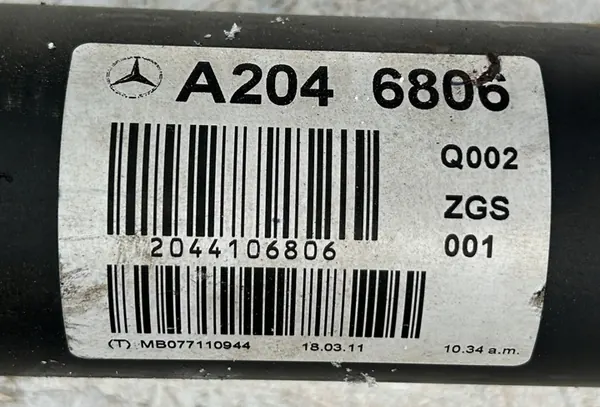 A204 6806
Q002
ZGS
2044106806 001
(T) MB077110944 18.03.11 10.34 a.m.